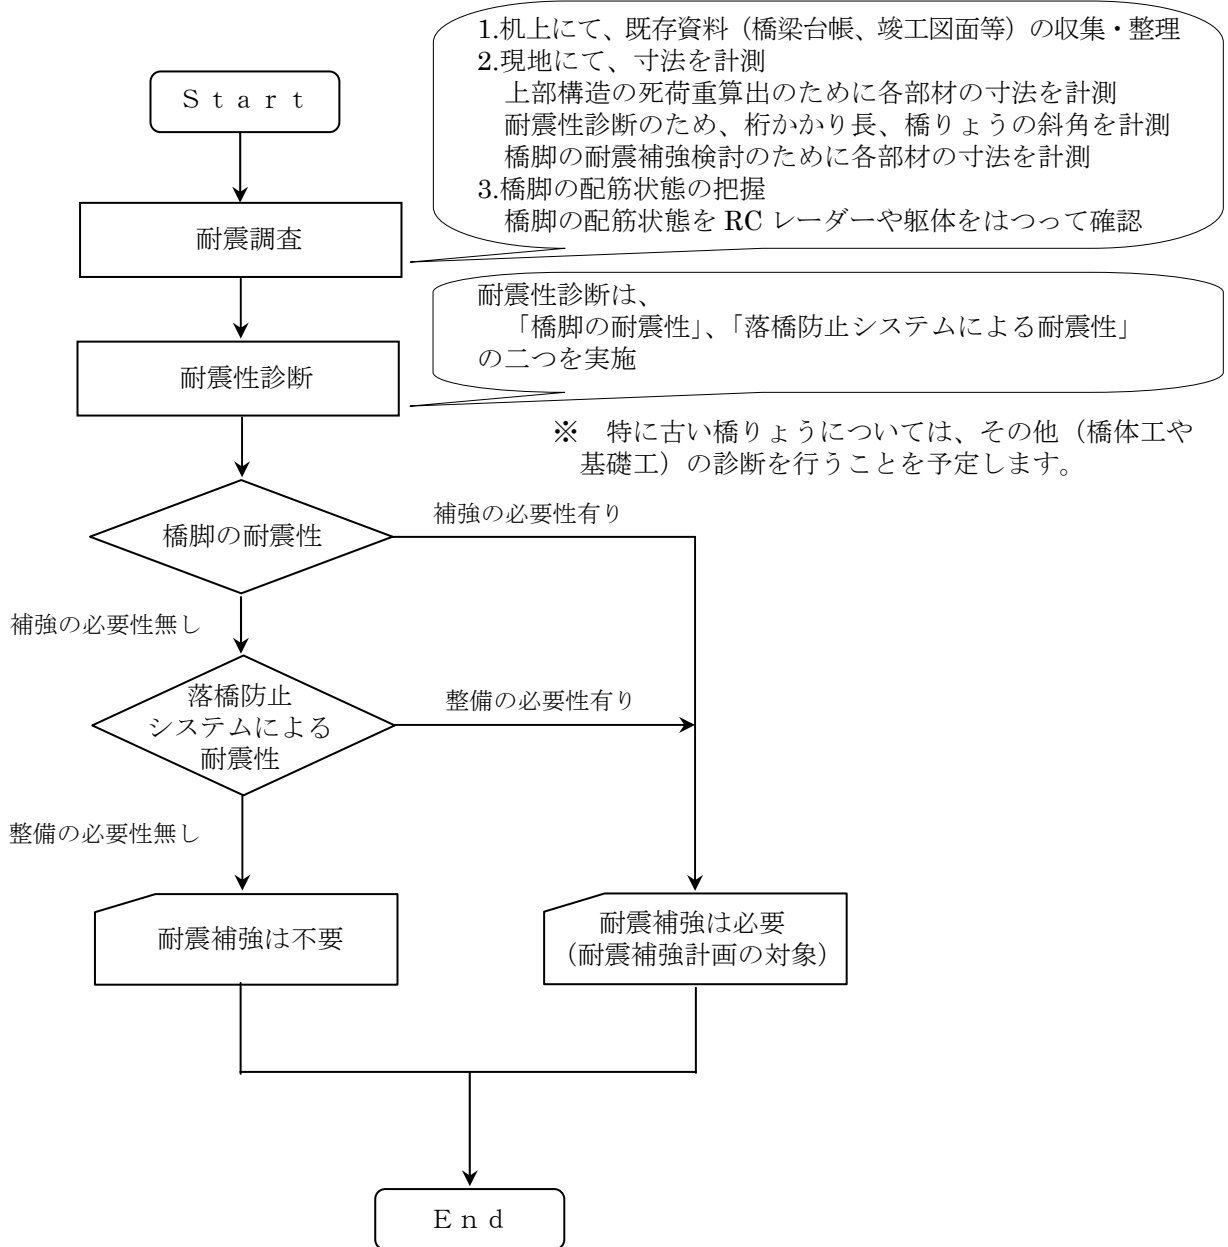 1.机上にて、既存資料（橋梁台帳、竣工図面等）の収集・整理
2.現地にて、寸法を計測
上部構造の死荷重算出のために各部材の寸法を計測
耐震性診断のため、桁かかり長、橋りょうの斜角を計測
橋脚の耐震補強検討のために各部材の寸法を計測
3.橋脚の配筋状態の把握
橋脚の配筋状態を RC レーダーや躯体をはつって確認
Ｓｔａｒｔ
耐震調査
耐震性診断は、
「橋脚の耐震性」、「落橋防止システムによる耐震性」
の二つを実施
耐震性診断
※　特に古い橋りょうについては、その他（橋体工や
基礎工）の診断を行うことを予定します。
橋脚の耐震性
補強の必要性有り
補強の必要性無し
落橋防止
システムによる
耐震性
整備の必要性有り
整備の必要性無し
耐震補強は不要
耐震補強は必要
（耐震補強計画の対象）
Ｅｎｄ